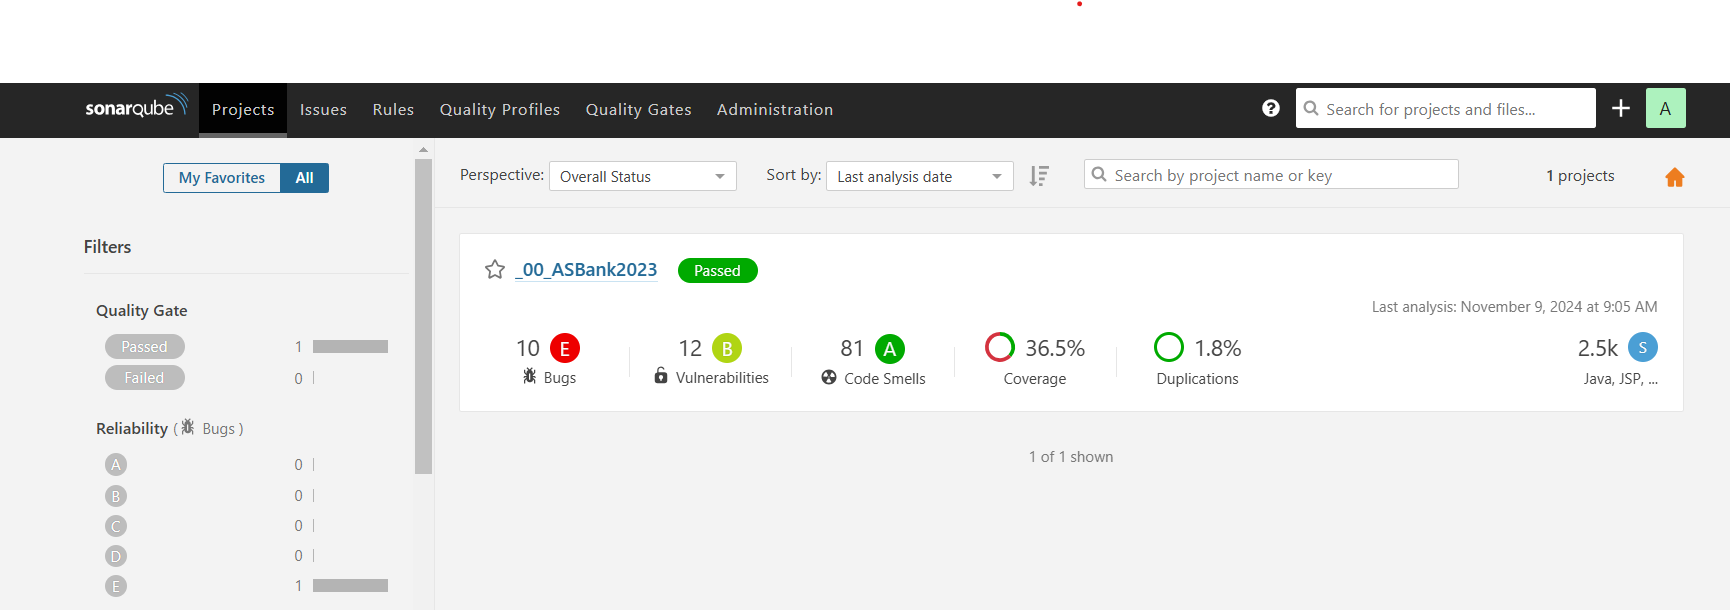 sonarqube Projects Issues Rules Quality Profiles Quality Gates Administration ? Search for projects and files... + A
My Favorites All
Perspective: Overall Status Sort by: Last analysis date Search by project name or key 1 projects
Filters
_00_ASBank2023 Passed
Last analysis: November 9, 2024 at 9:05 AM
Quality Gate
Passed 1
Failed 0
10 E 12 B 81 A 36.5% 1.8% 2.5k S
Bugs Vulnerabilities Code Smells Coverage Duplications Java, JSP, ...
Reliability ( Bugs )
A 0
B 0
C 0
D 0
E 1
1 of 1 shown